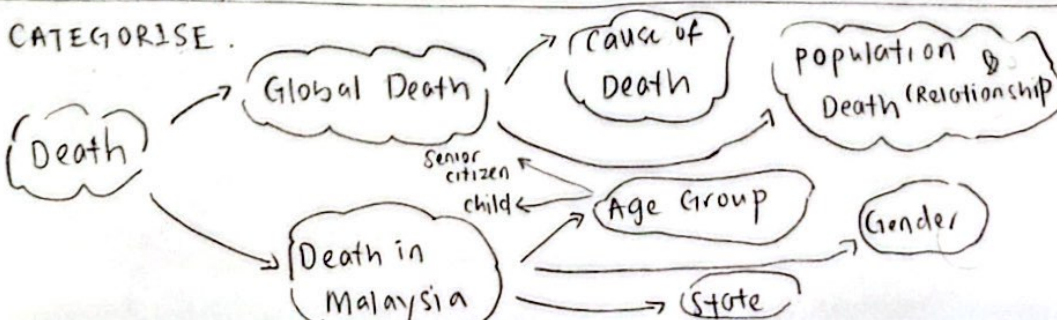 CATEGORISE.
Death
Global Death
Cause of
Death
Population &
Death (Relationship
Death in
Malaysia
Age Group
Senior
citizen
child
Gender
State